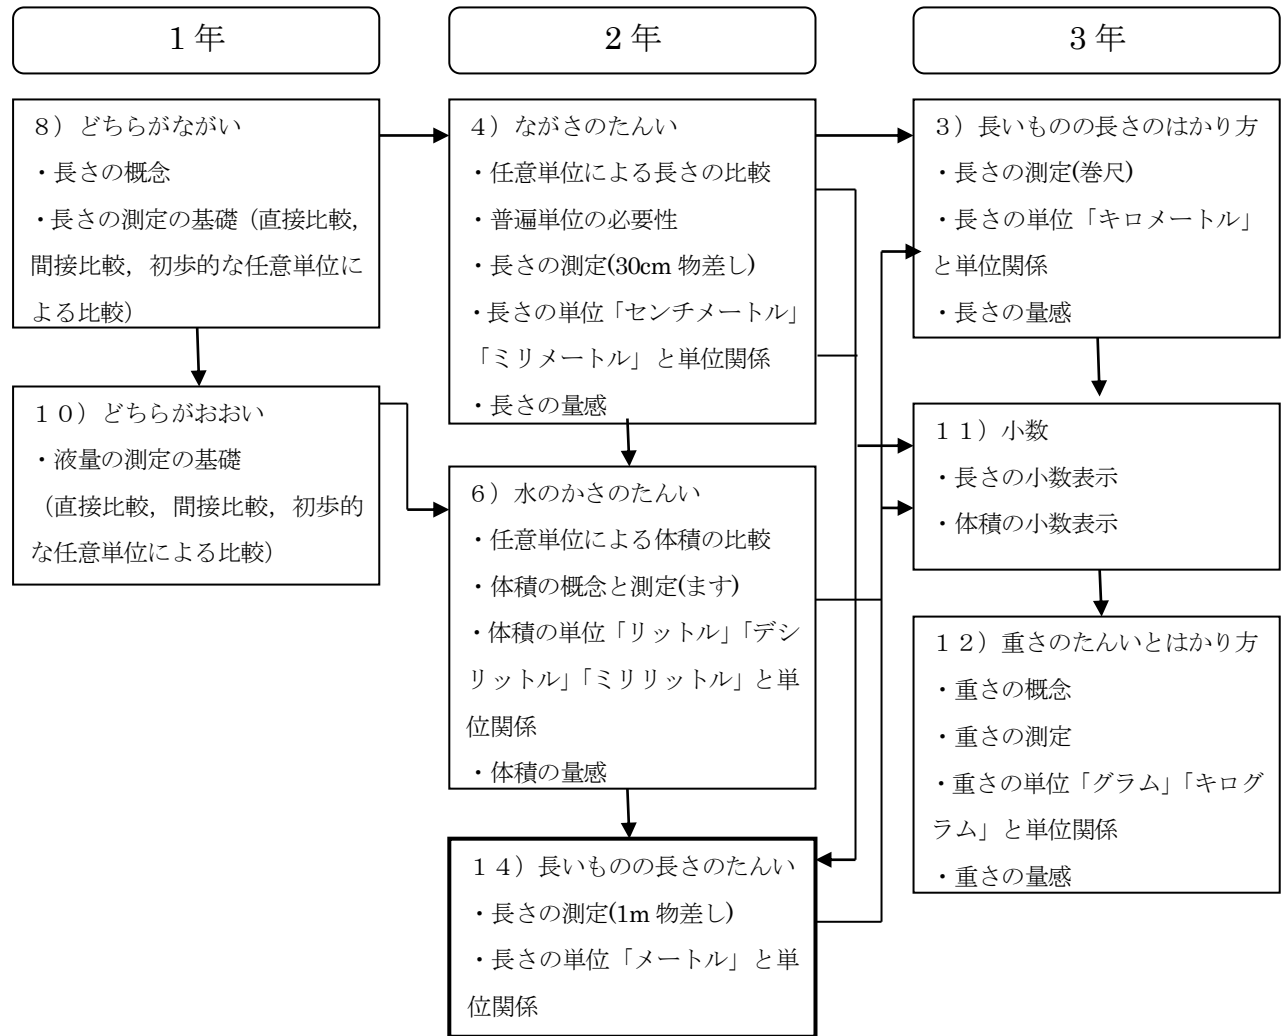 1年
2年
3年
8）どちらがながい
・長さの概念
・長さの測定の基礎（直接比較，
間接比較，初歩的な任意単位に
よる比較）
10）どちらがおおい
・液量の測定の基礎
（直接比較，間接比較，初歩的
な任意単位による比較）
4）ながさのたんい
・任意単位による長さの比較
・普遍単位の必要性
・長さの測定(30cm 物差し)
・長さの単位「センチメートル」
「ミリメートル」と単位関係
・長さの量感
6）水のかさのたんい
・任意単位による体積の比較
・体積の概念と測定(ます)
・体積の単位「リットル」「デシ
リットル」「ミリリットル」と単
位関係
・体積の量感
14）長いものの長さのたんい
・長さの測定(1m 物差し)
・長さの単位「メートル」と単
位関係
3）長いものの長さのはかり方
・長さの測定(巻尺)
・長さの単位「キロメートル」
と単位関係
・長さの量感
11）小数
・長さの小数表示
・体積の小数表示
12）重さのたんいとはかり方
・重さの概念
・重さの測定
・重さの単位「グラム」「キログ
ラム」と単位関係
・重さの量感